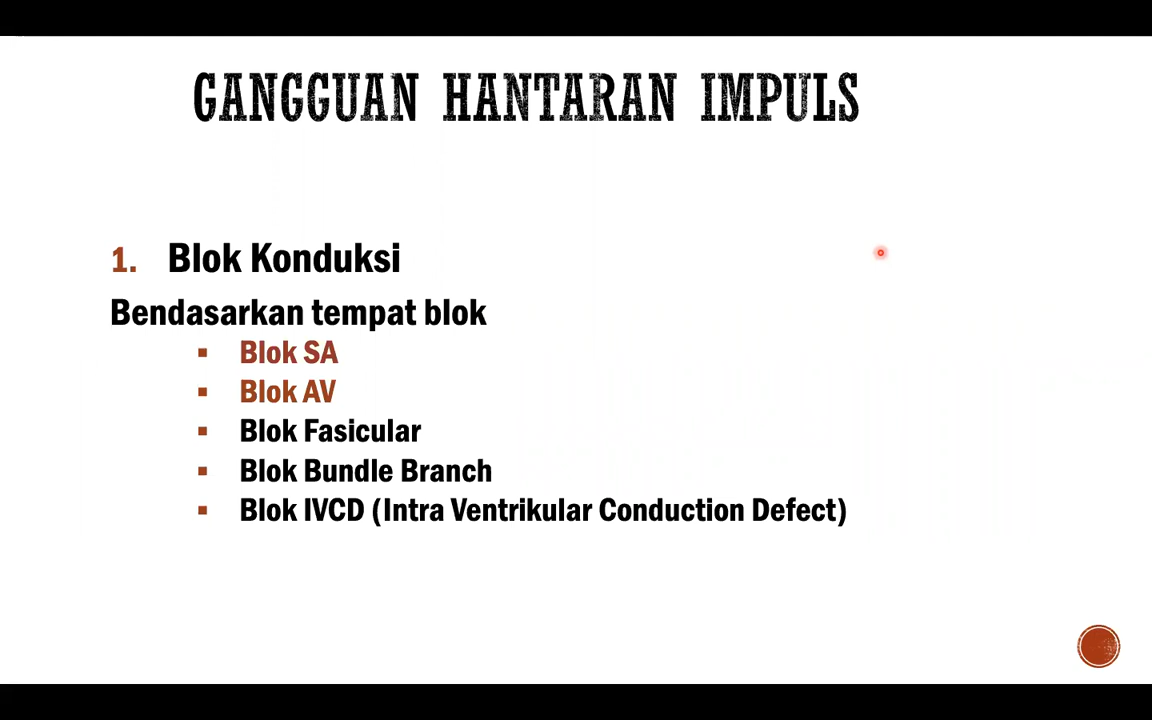 GANGGUAN HANTARAN IMPULS
1. Blok Konduksi
Bendasarkan tempat blok
▪ Blok SA
▪ Blok AV
▪ Blok Fasicular
▪ Blok Bundle Branch
▪ Blok IVCD (Intra Ventrikular Conduction Defect)